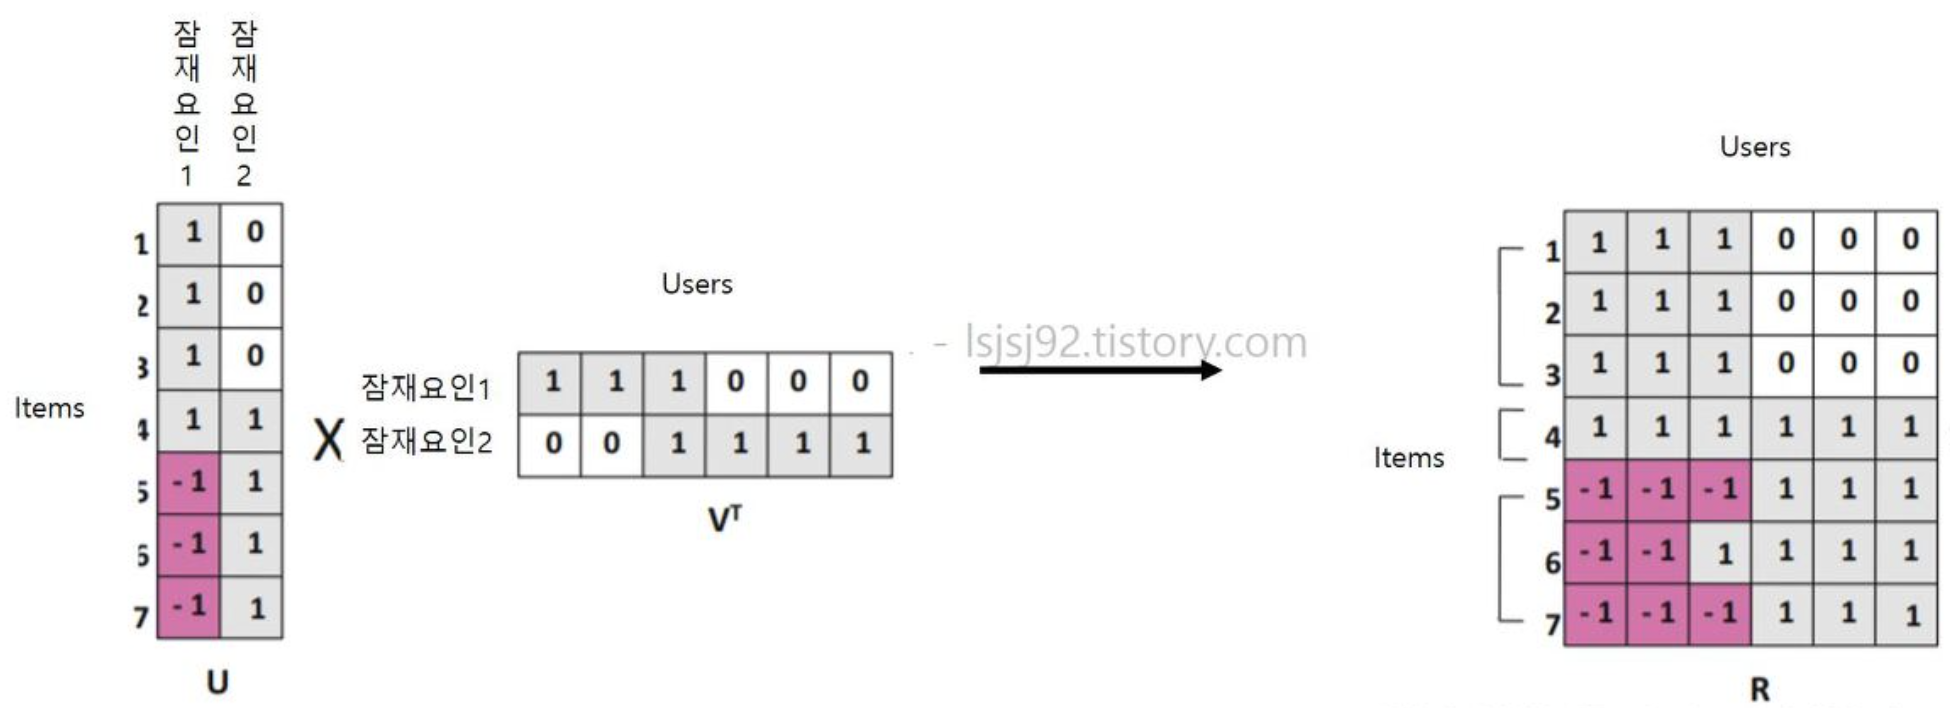 잠재요인1 잠재요인2
Items
1 1 0
2 1 0
3 1 0
4 1 1
5 -1 1
6 -1 1
7 -1 1
U
X
Users
잠재요인1 1 1 1 0 0 0
잠재요인2 0 0 1 1 1 1
Vᵀ
- lsjsj92.tistory.com
Users
Items
1 1 1 1 0 0 0
2 1 1 1 0 0 0
3 1 1 1 0 0 0
4 1 1 1 1 1 1
5 -1 -1 -1 1 1 1
6 -1 -1 1 1 1 1
7 -1 -1 -1 1 1 1
R